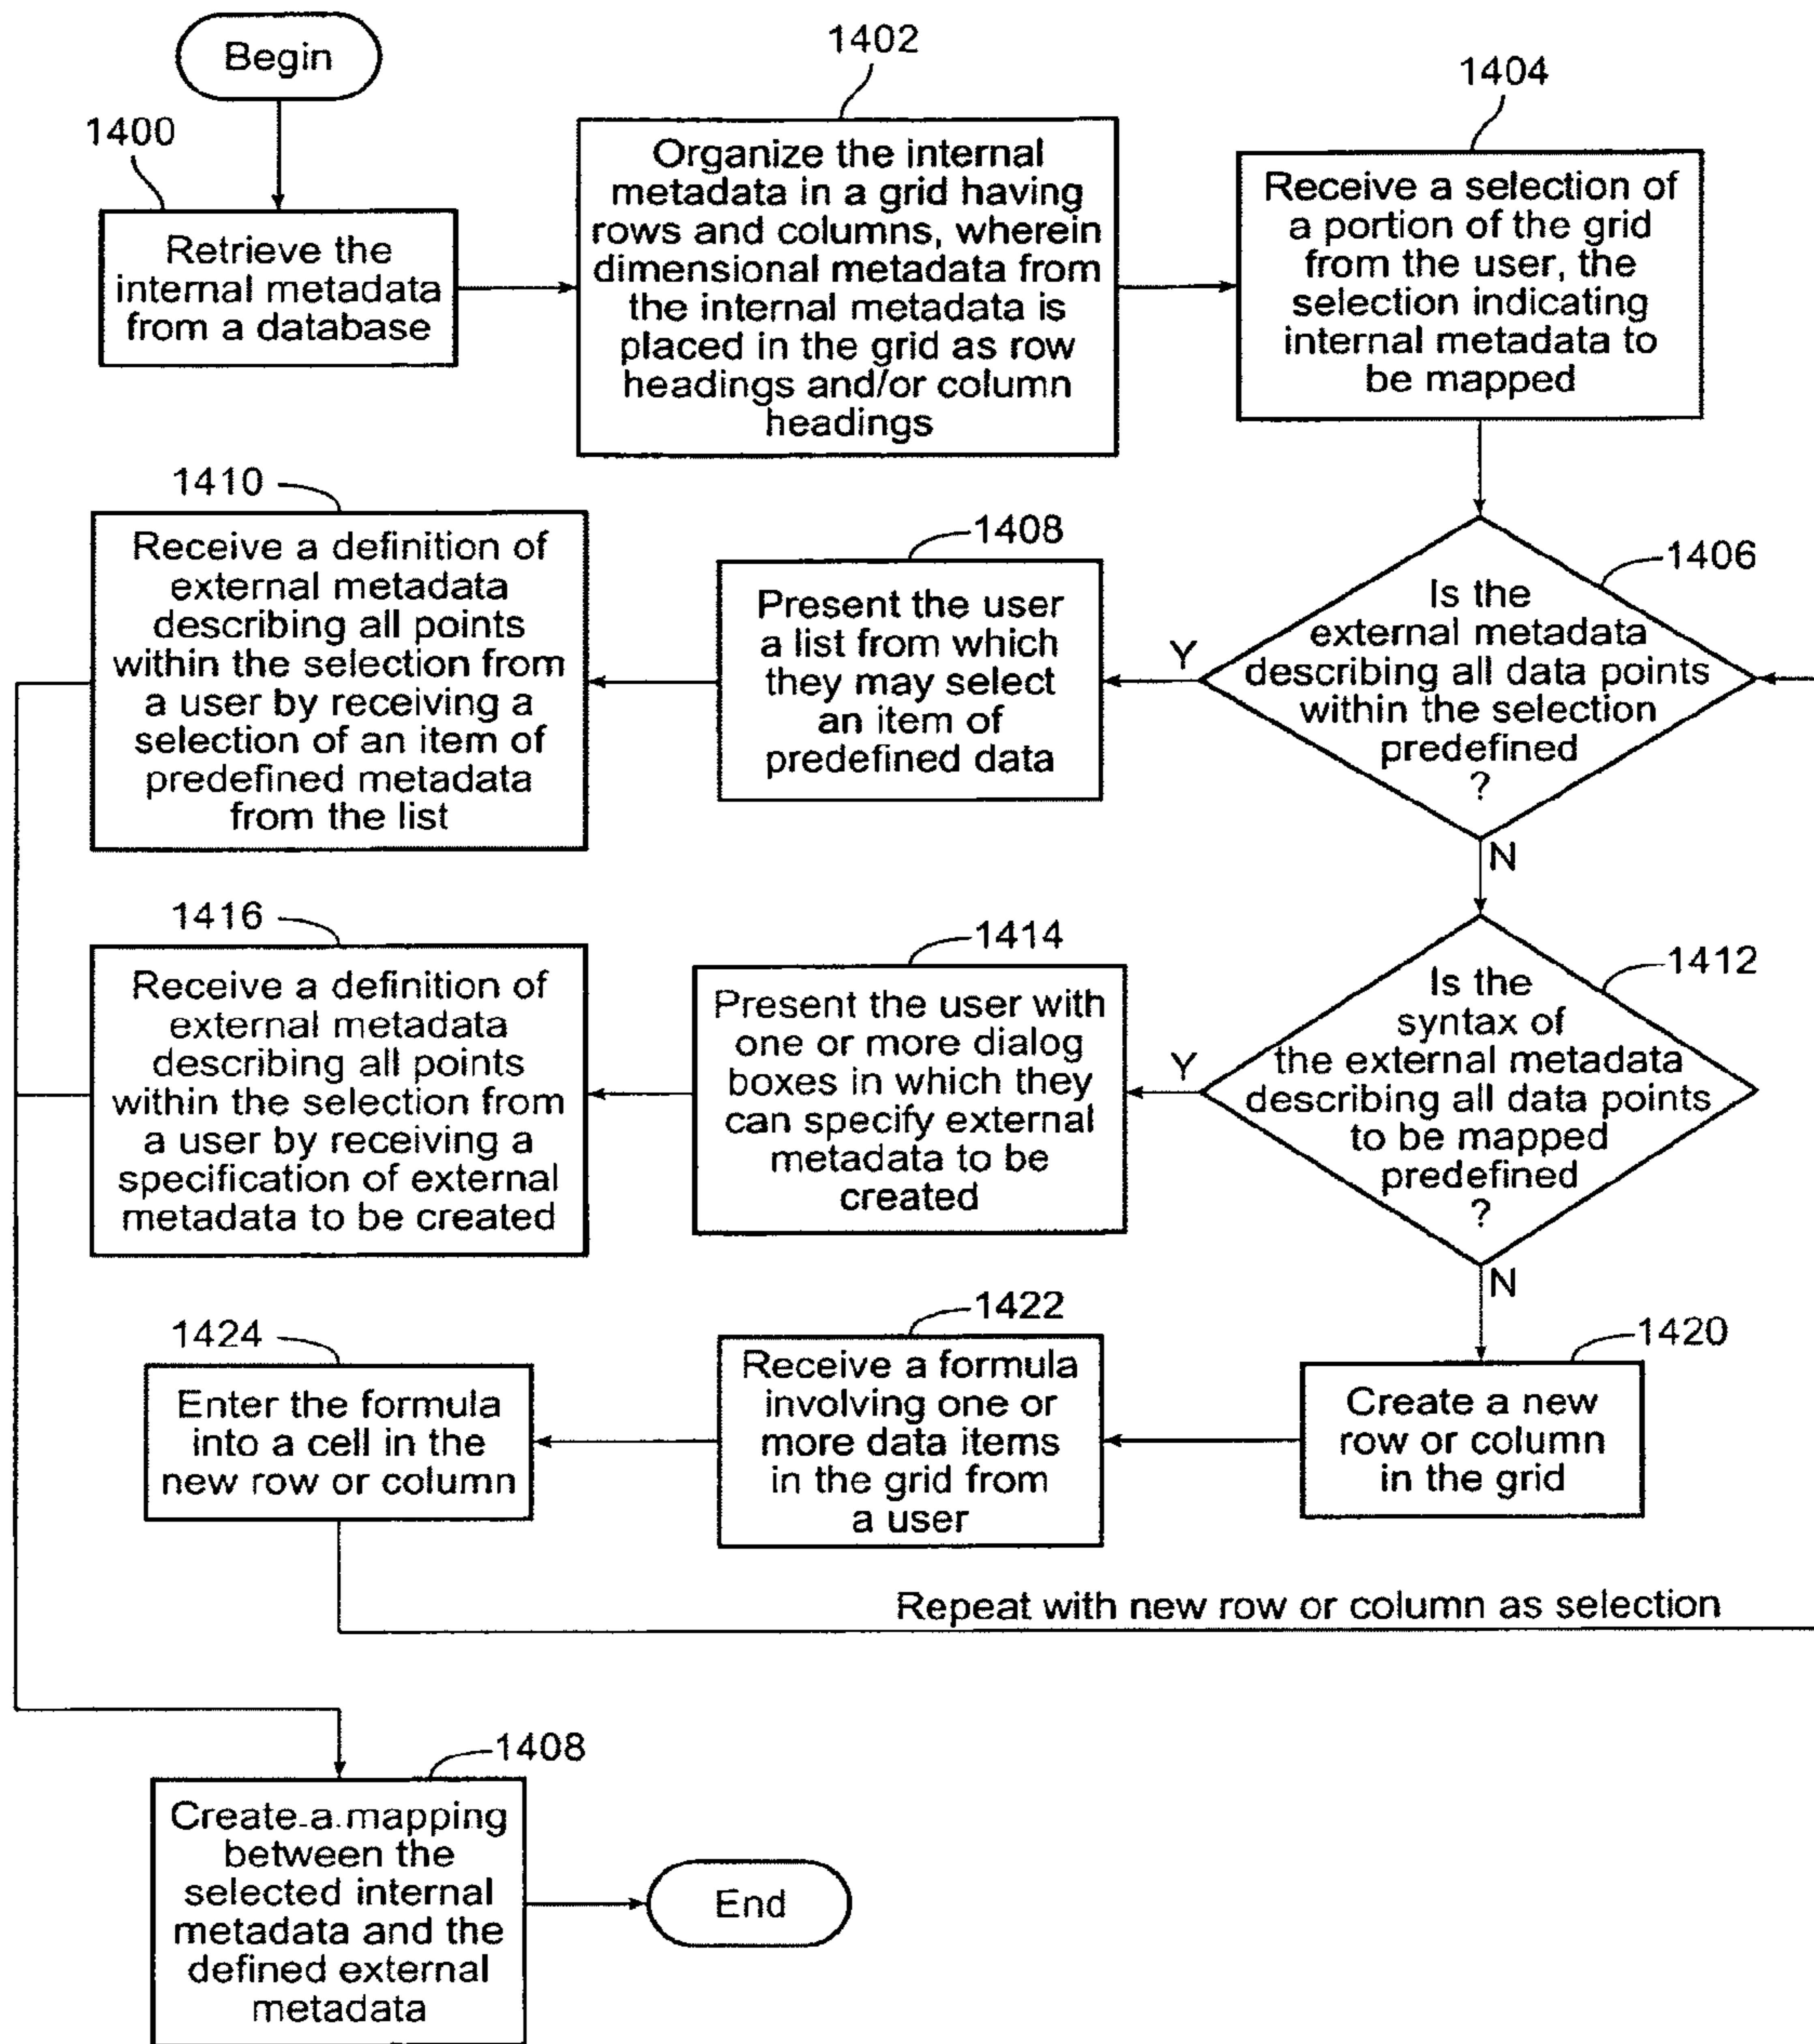 Begin
1400
Retrieve the
internal metadata
from a database
1402
Organize the internal
metadata in a grid having
rows and columns, wherein
dimensional metadata from
the internal metadata is
placed in the grid as row
headings and/or column
headings
1404
Receive a selection of
a portion of the grid
from the user, the
selection indicating
internal metadata to
be mapped
1406
Is the
external metadata
describing all data points
within the selection
predefined
?
Y
N
1408
Present the user
a list from which
they may select
an item of
predefined data
1410
Receive a definition of
external metadata
describing all points
within the selection from
a user by receiving a
selection of an item of
predefined metadata
from the list
1412
Is the
syntax of
the external metadata
describing all data points
to be mapped
predefined
?
Y
N
1414
Present the user with
one or more dialog
boxes in which they
can specify external
metadata to be
created
1416
Receive a definition of
external metadata
describing all points
within the selection from
a user by receiving a
specification of external
metadata to be created
1420
Create a new
row or column
in the grid
1422
Receive a formula
involving one or
more data items
in the grid from
a user
1424
Enter the formula
into a cell in the
new row or column
Repeat with new row or column as selection
1408
Create a mapping
between the
selected internal
metadata and the
defined external
metadata
End